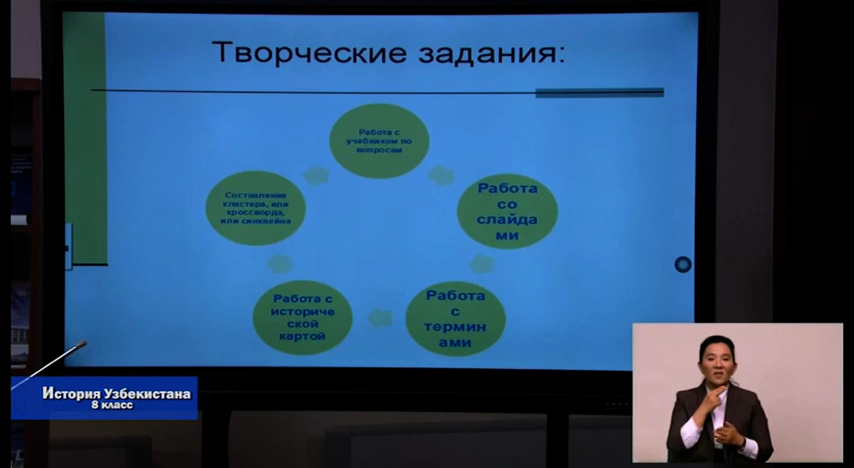 Творческие задания:
Работа с
учебником по
вопросам
Работа
со
слайда
ми
Работа
с
термин
ами
Работа с
историче
ской
картой
Составление
кластера, или
кроссворда,
или синквейна
История Узбекистана
8 класс